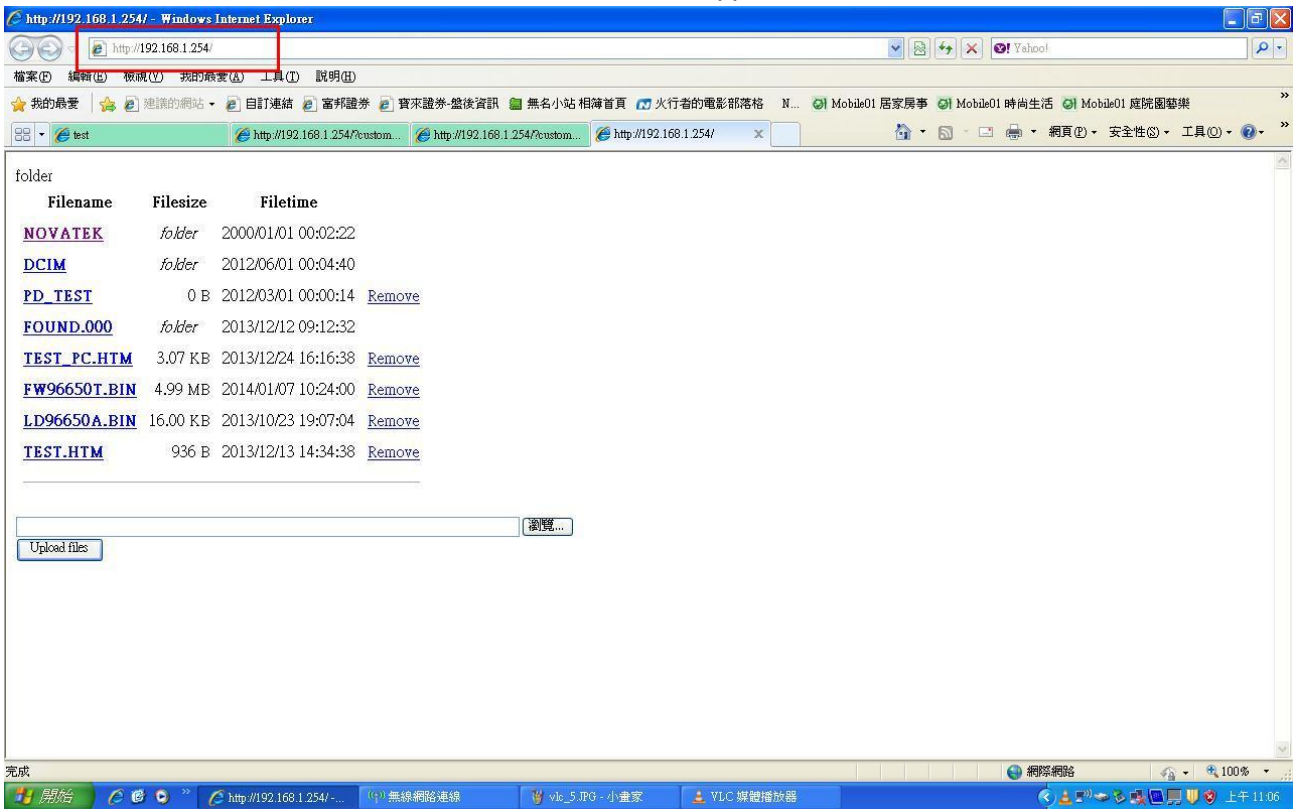 http://192.168.1.254/ - Windows Internet Explorer
http://192.168.1.254/
Yahoo!
檔案(F) 編輯(E) 檢視(V) 我的最愛(A) 工具(T) 說明(H)
我的最愛 建議的網站 自訂連結 富邦證券 寶來證券-盤後資訊 無名小站 相簿首頁 火行者的電影部落格 N... Mobile01 居家房事 Mobile01 時尚生活 Mobile01 庭院園藝樂 »
test http://192.168.1.254/?custom... http://192.168.1.254/?custom... http://192.168.1.254/ x 網頁(P) 安全性(S) 工具(O) »
folder
Filename Filesize Filetime
NOVATEK folder 2000/01/01 00:02:22
DCIM folder 2012/06/01 00:04:40
PD_TEST 0 B 2012/03/01 00:00:14 Remove
FOUND.000 folder 2013/12/12 09:12:32
TEST_PC.HTM 3.07 KB 2013/12/24 16:16:38 Remove
FW96650T.BIN 4.99 MB 2014/01/07 10:24:00 Remove
LD96650A.BIN 16.00 KB 2013/10/23 19:07:04 Remove
TEST.HTM 936 B 2013/12/13 14:34:38 Remove
瀏覽...
Upload files
完成 網際網路 100%
開始 » http://192.168.1.254/ -... 無線網路連線 vlc_5.JPG - 小畫家 VLC 媒體播放器 上午 11:06